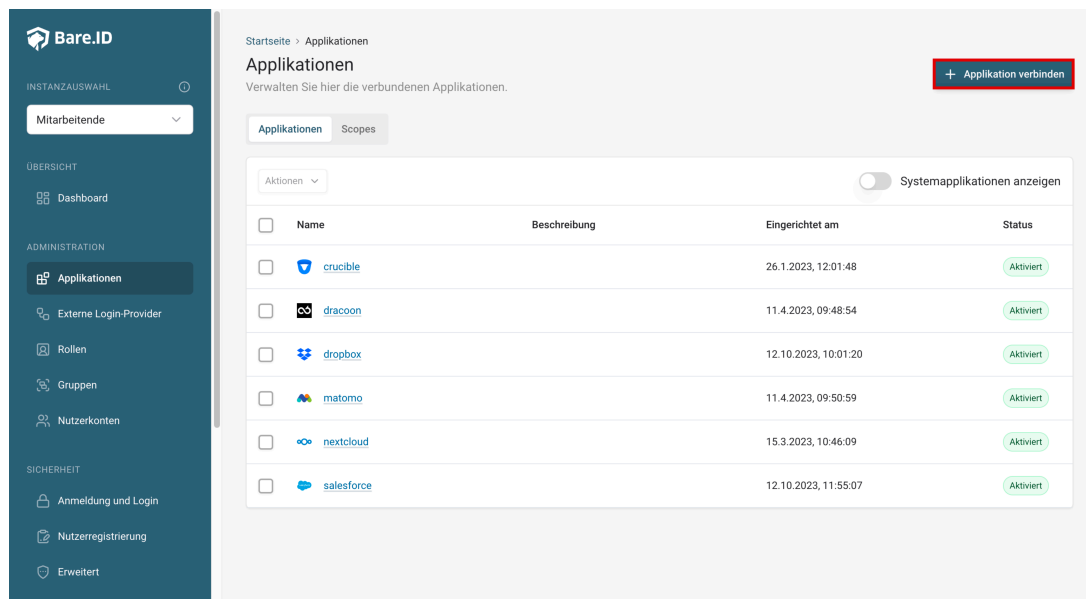 Bare.ID
INSTANZAUSWAHL
Mitarbeitende
ÜBERSICHT
Dashboard
ADMINISTRATION
Applikationen
Externe Login-Provider
Rollen
Gruppen
Nutzerkonten
SICHERHEIT
Anmeldung und Login
Nutzerregistrierung
Erweitert
Startseite > Applikationen
Applikationen
Verwalten Sie hier die verbundenen Applikationen.
+ Applikation verbinden
Applikationen Scopes
Aktionen Systemapplikationen anzeigen
Name Beschreibung Eingerichtet am Status
crucible 26.1.2023, 12:01:48 Aktiviert
dracoon 11.4.2023, 09:48:54 Aktiviert
dropbox 12.10.2023, 10:01:20 Aktiviert
matomo 11.4.2023, 09:50:59 Aktiviert
nextcloud 15.3.2023, 10:46:09 Aktiviert
salesforce 12.10.2023, 11:55:07 Aktiviert